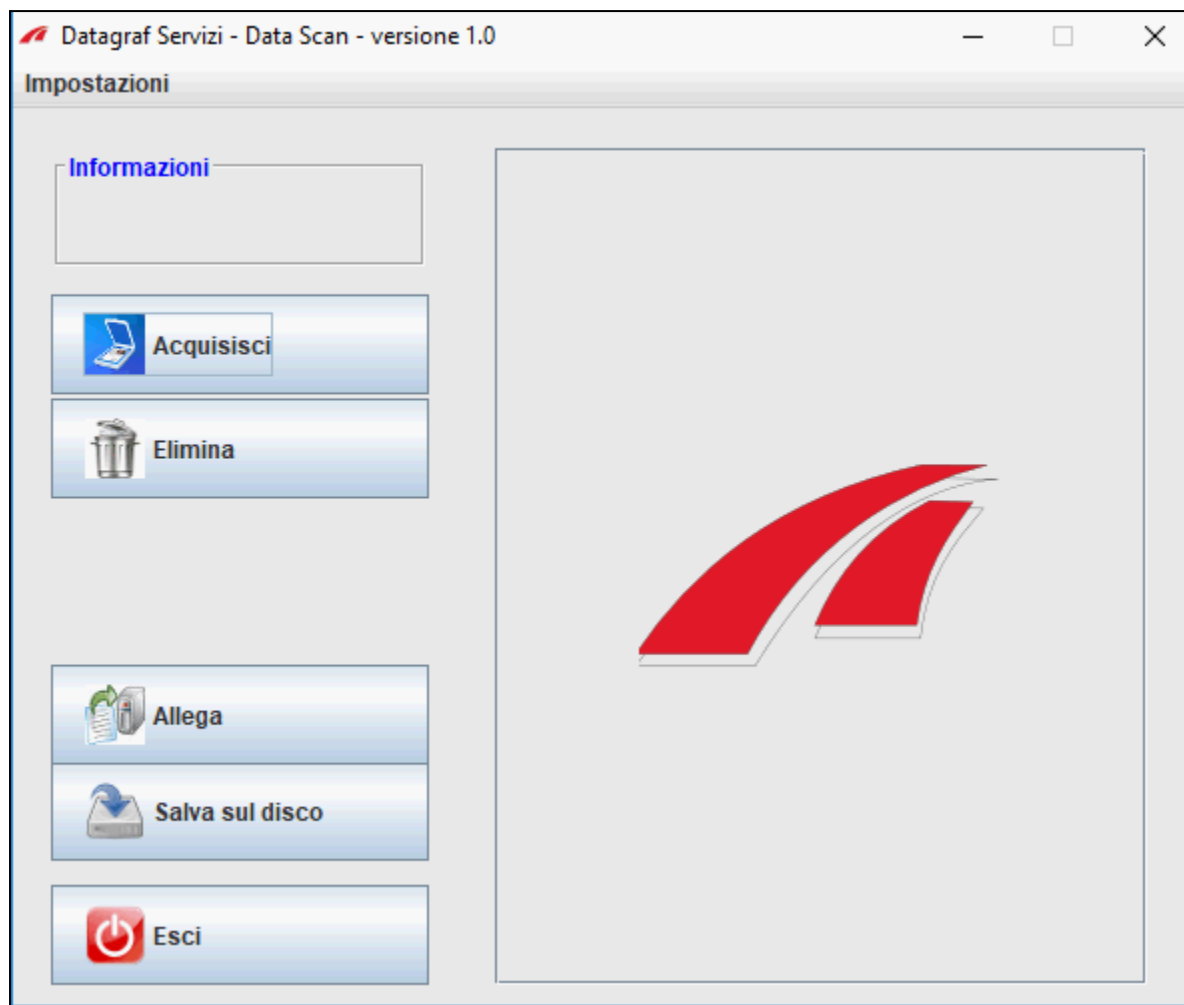 Datagraf Servizi - Data Scan - versione 1.0
Impostazioni
Informazioni
Acquisisci
Elimina
Allega
Salva sul disco
Esci